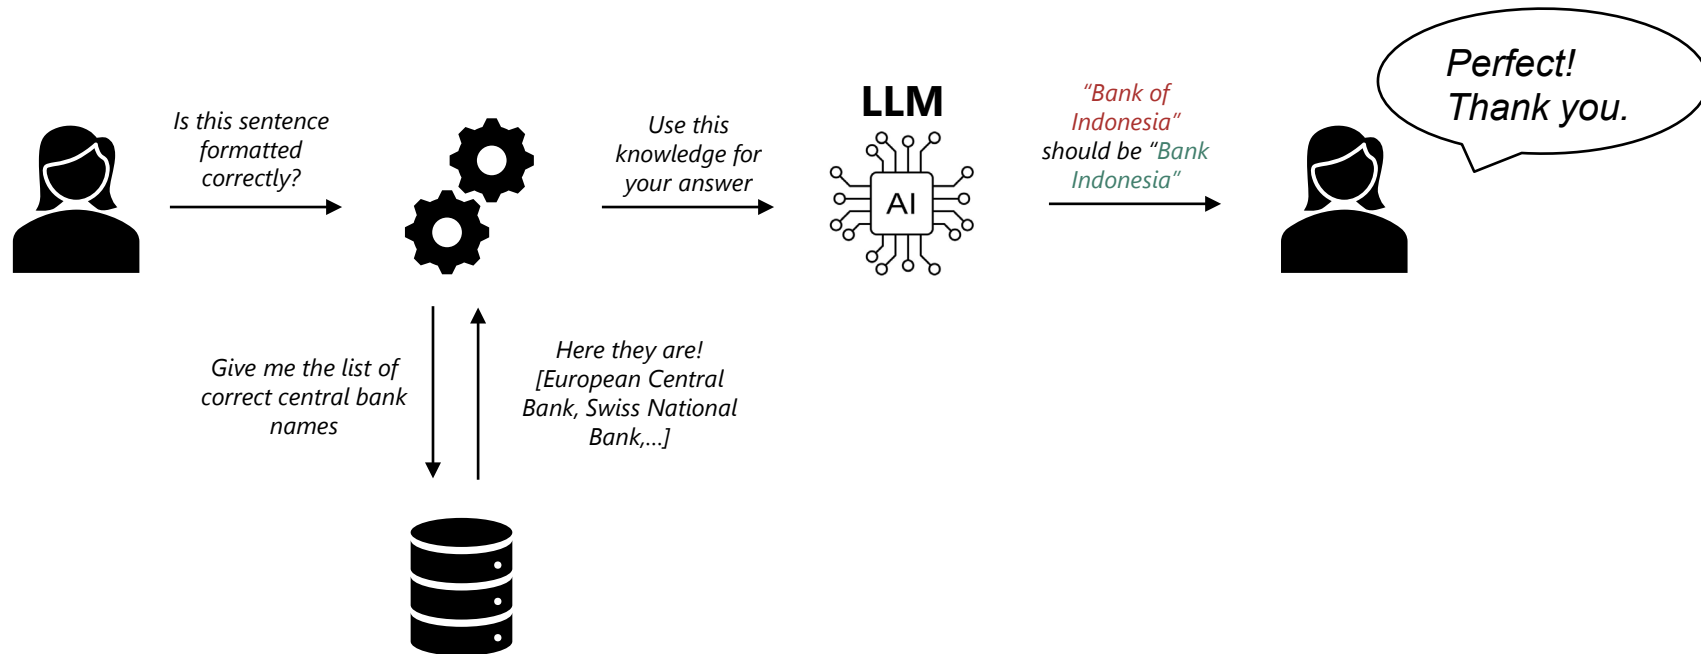 Is this sentence
formatted
correctly?
Use this
knowledge for
your answer
LLM
AI
“Bank of
Indonesia”
should be “Bank
Indonesia”
Perfect!
Thank you.
Give me the list of
correct central bank
names
Here they are!
[European Central
Bank, Swiss National
Bank,...]